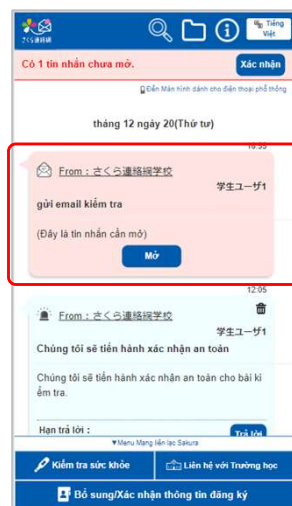 さくら連絡網
Tiếng
Việt
Có 1 tin nhắn chưa mở.
Xác nhận
Đến Màn hình dành cho điện thoại phổ thông
tháng 12 ngày 20(Thứ tư)
From : さくら連絡網学校
学生ユーザ1
gửi email kiểm tra
(Đây là tin nhắn cần mở)
Mở
12:05
From : さくら連絡網学校
学生ユーザ1
Chúng tôi sẽ tiến hành xác nhận an toàn
Chúng tôi sẽ tiến hành xác nhận an toàn cho bài ki
ểm tra.
Hạn trả lời :
Trả lời
▼Menu Mạng liên lạc Sakura
Kiểm tra sức khỏe
Liên hệ với Trường học
Bổ sung/Xác nhận thông tin đăng ký